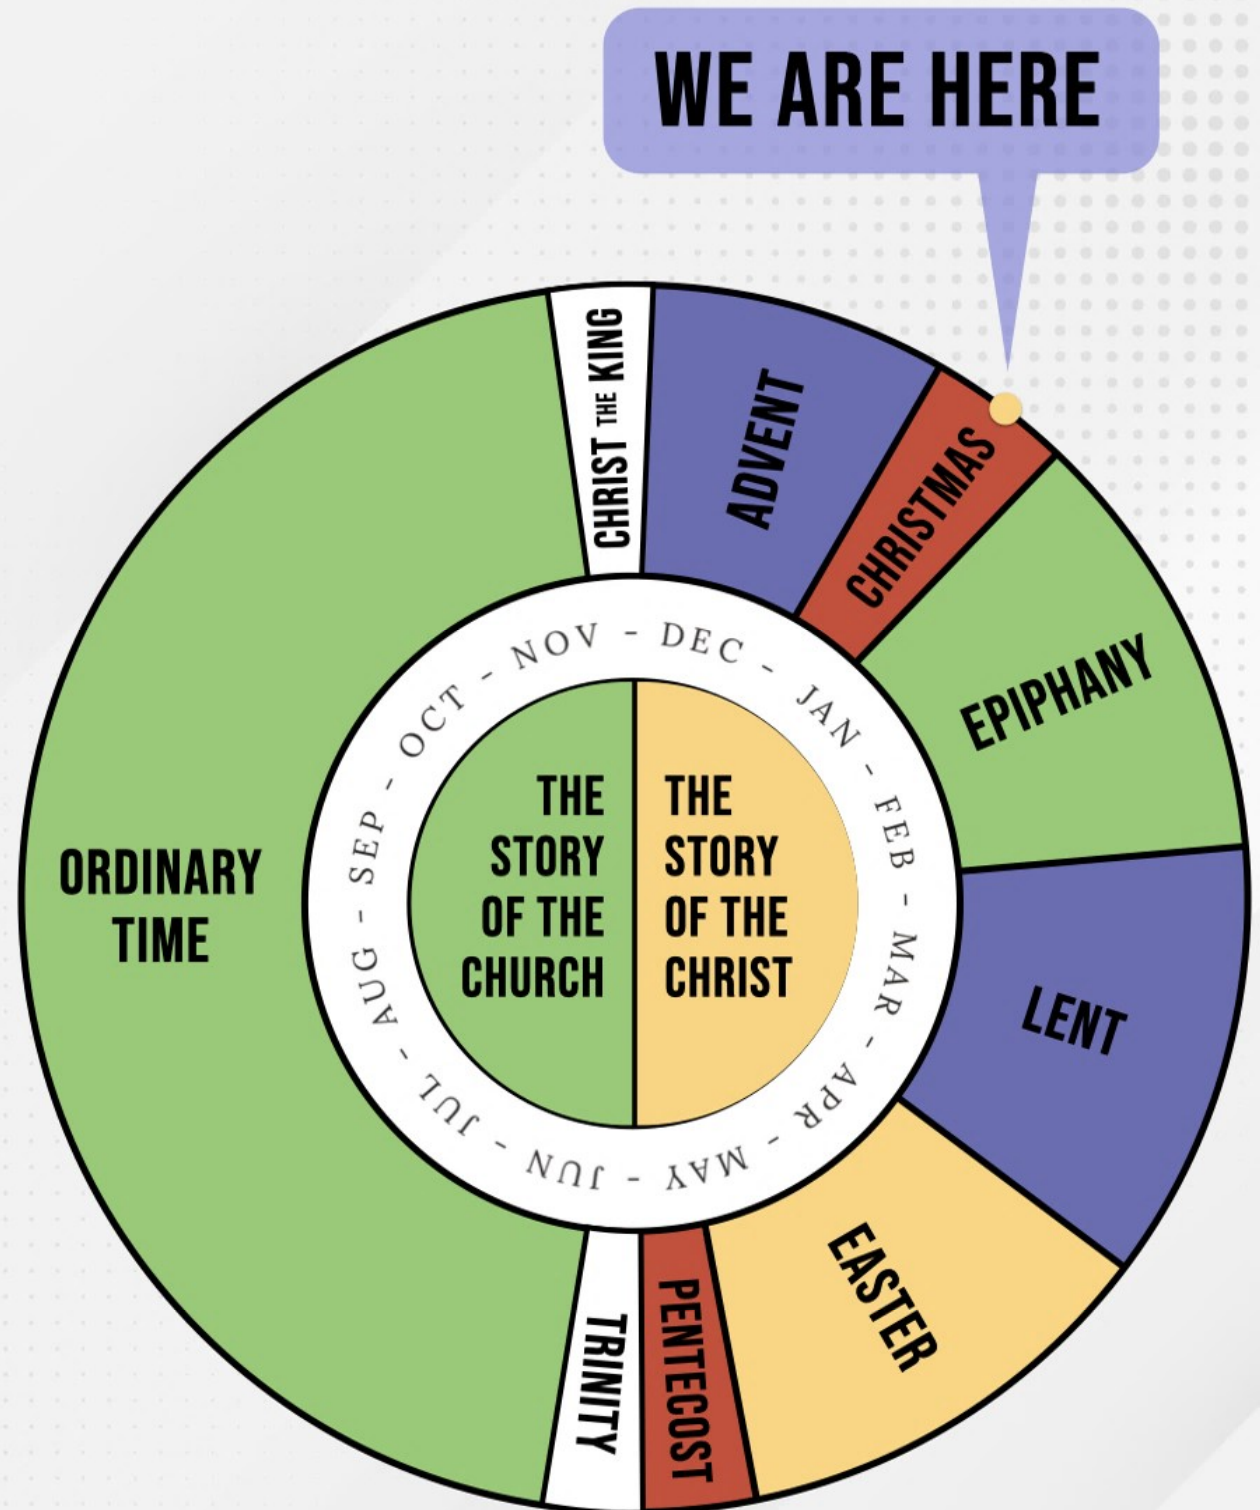 WE ARE HERE
CHRIST THE KING
ADVENT
CHRISTMAS
EPIPHANY
LENT
EASTER
PENTECOST
TRINITY
ORDINARY
TIME
NOV - DEC - JAN - FEB - MAR - APR - MAY - JUN - JUL - AUG - SEP - OCT -
THE
STORY
OF THE
CHURCH
THE
STORY
OF THE
CHRIST